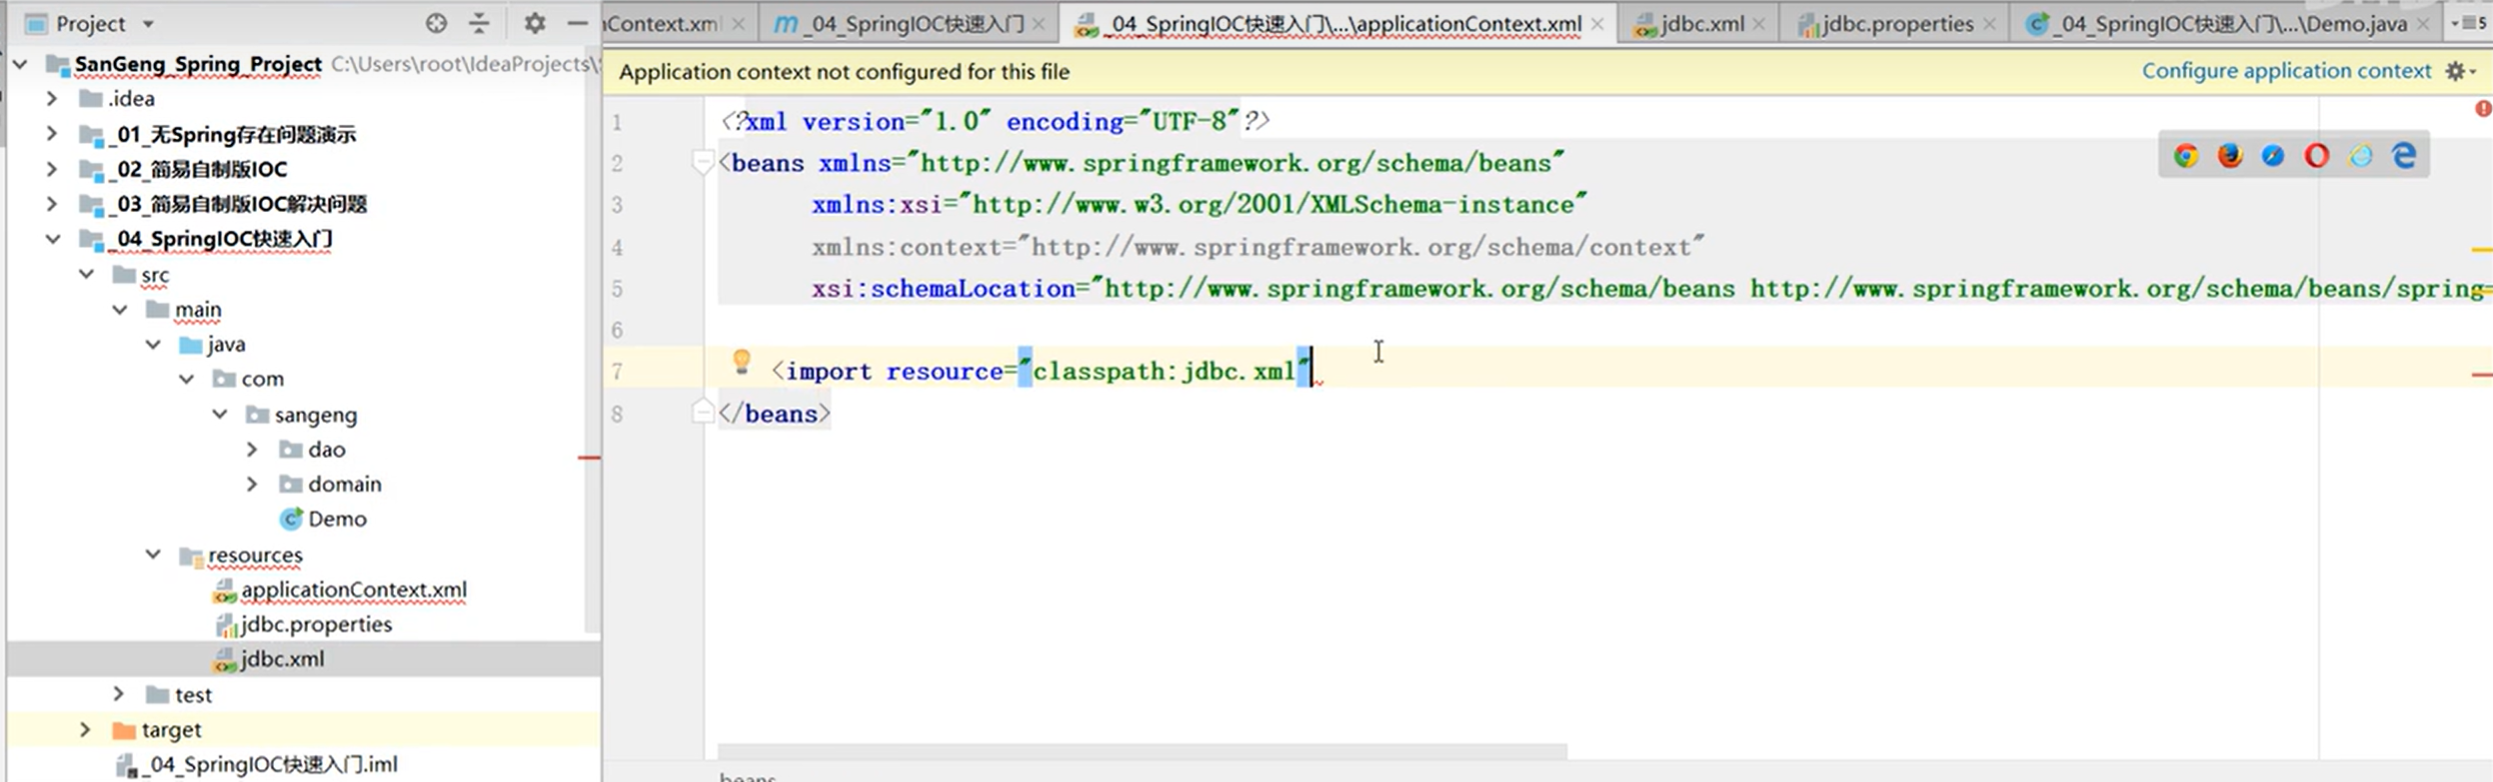 Project
SanGeng_Spring_Project C:\Users\root\IdeaProjects\
.idea
_01_无Spring存在问题演示
_02_简易自制版IOC
_03_简易自制版IOC解决问题
_04_SpringIOC快速入门
src
main
java
com
sangeng
dao
domain
Demo
resources
applicationContext.xml
jdbc.properties
jdbc.xml
test
target
_04_SpringIOC快速入门.iml
nContext.xml _04_SpringIOC快速入门 _04_SpringIOC快速入门\...\applicationContext.xml jdbc.xml jdbc.properties _04_SpringIOC快速入门\...\Demo.java 5
Application context not configured for this file Configure application context
1 <?xml version="1.0" encoding="UTF-8"?>
2 <beans xmlns="http://www.springframework.org/schema/beans"
3 xmlns:xsi="http://www.w3.org/2001/XMLSchema-instance"
4 xmlns:context="http://www.springframework.org/schema/context"
5 xsi:schemaLocation="http://www.springframework.org/schema/beans http://www.springframework.org/schema/beans/spring-
6
7 <import resource="classpath:jdbc.xml"
8 </beans>
beans